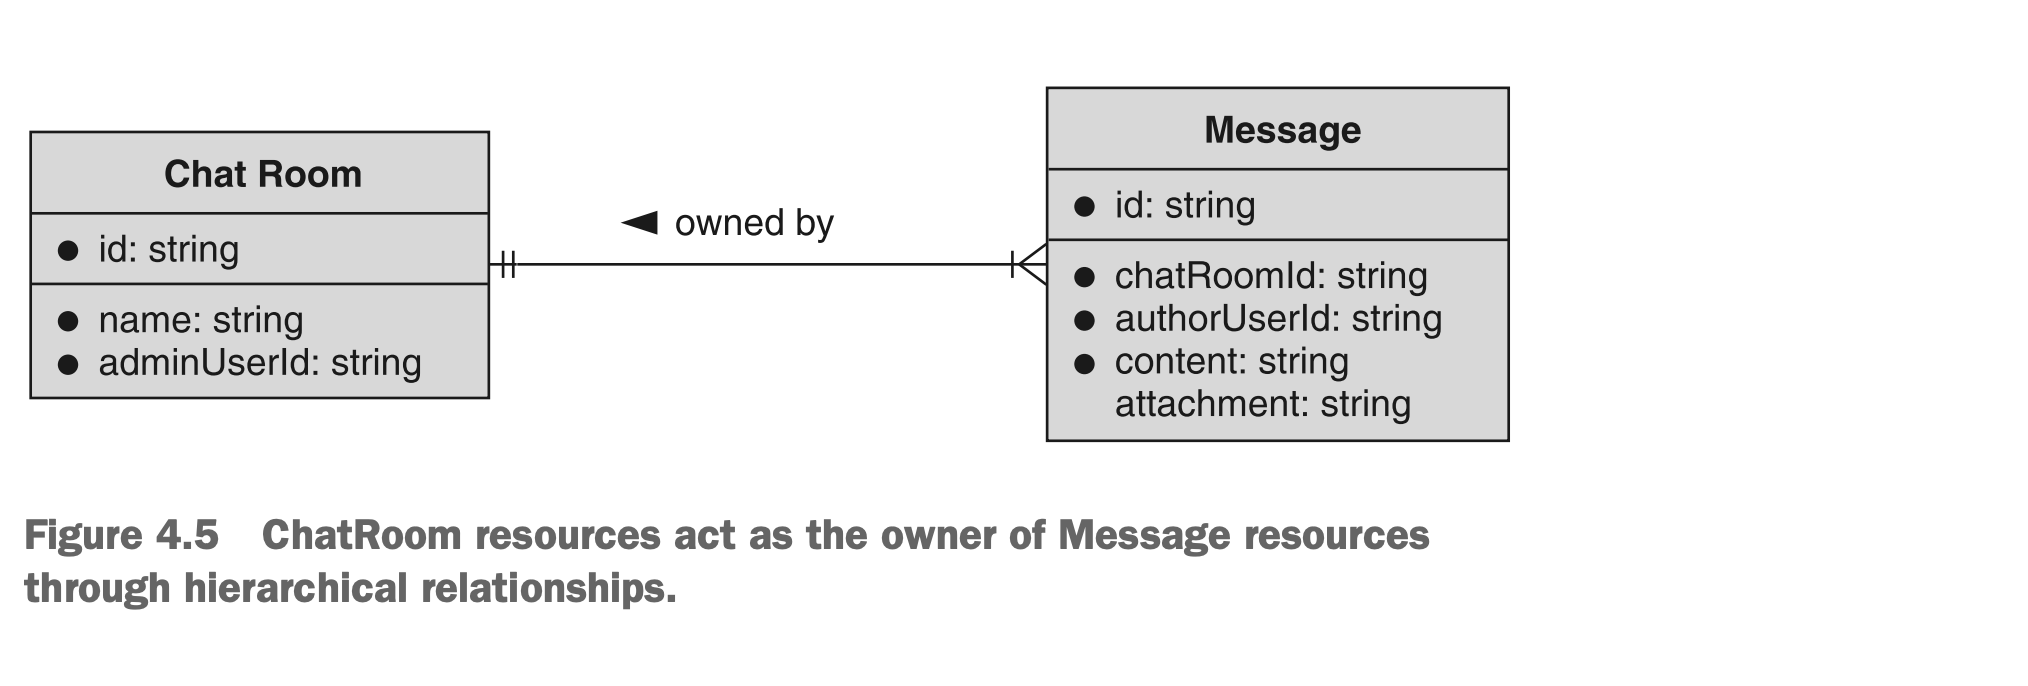 Chat Room
● id: string
● name: string
● adminUserId: string
◀ owned by
Message
● id: string
● chatRoomId: string
● authorUserId: string
● content: string
attachment: string
Figure 4.5 ChatRoom resources act as the owner of Message resources
through hierarchical relationships.